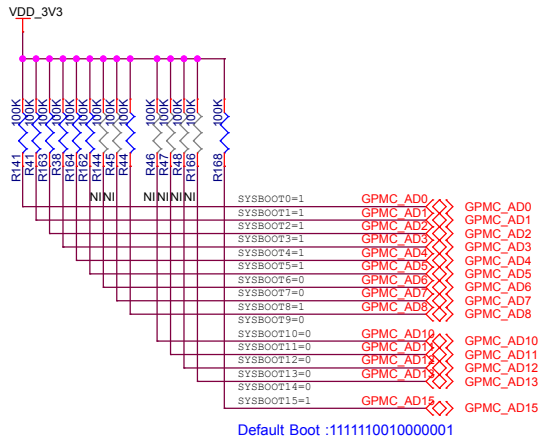 VDD_3V3
100K 100K 100K 100K 100K 100K 100K 100K 100K 100K 100K 100K 100K 100K
R141 R41 R163 R38 R164 R162 R144 R45 R44 R46 R47 R48 R166 R168
NI NI NI NI NI NI
SYSBOOT0=1 GPMC_AD0 GPMC_AD0
SYSBOOT1=1 GPMC_AD1 GPMC_AD1
SYSBOOT2=1 GPMC_AD2 GPMC_AD2
SYSBOOT3=1 GPMC_AD3 GPMC_AD3
SYSBOOT4=1 GPMC_AD4 GPMC_AD4
SYSBOOT5=1 GPMC_AD5 GPMC_AD5
SYSBOOT6=0 GPMC_AD6 GPMC_AD6
SYSBOOT7=0 GPMC_AD7 GPMC_AD7
SYSBOOT8=1 GPMC_AD8 GPMC_AD8
SYSBOOT9=0
SYSBOOT10=0 GPMC_AD10 GPMC_AD10
SYSBOOT11=0 GPMC_AD11 GPMC_AD11
SYSBOOT12=0 GPMC_AD12 GPMC_AD12
SYSBOOT13=0 GPMC_AD13 GPMC_AD13
SYSBOOT14=0
SYSBOOT15=1 GPMC_AD15 GPMC_AD15
Default Boot :1111110010000001